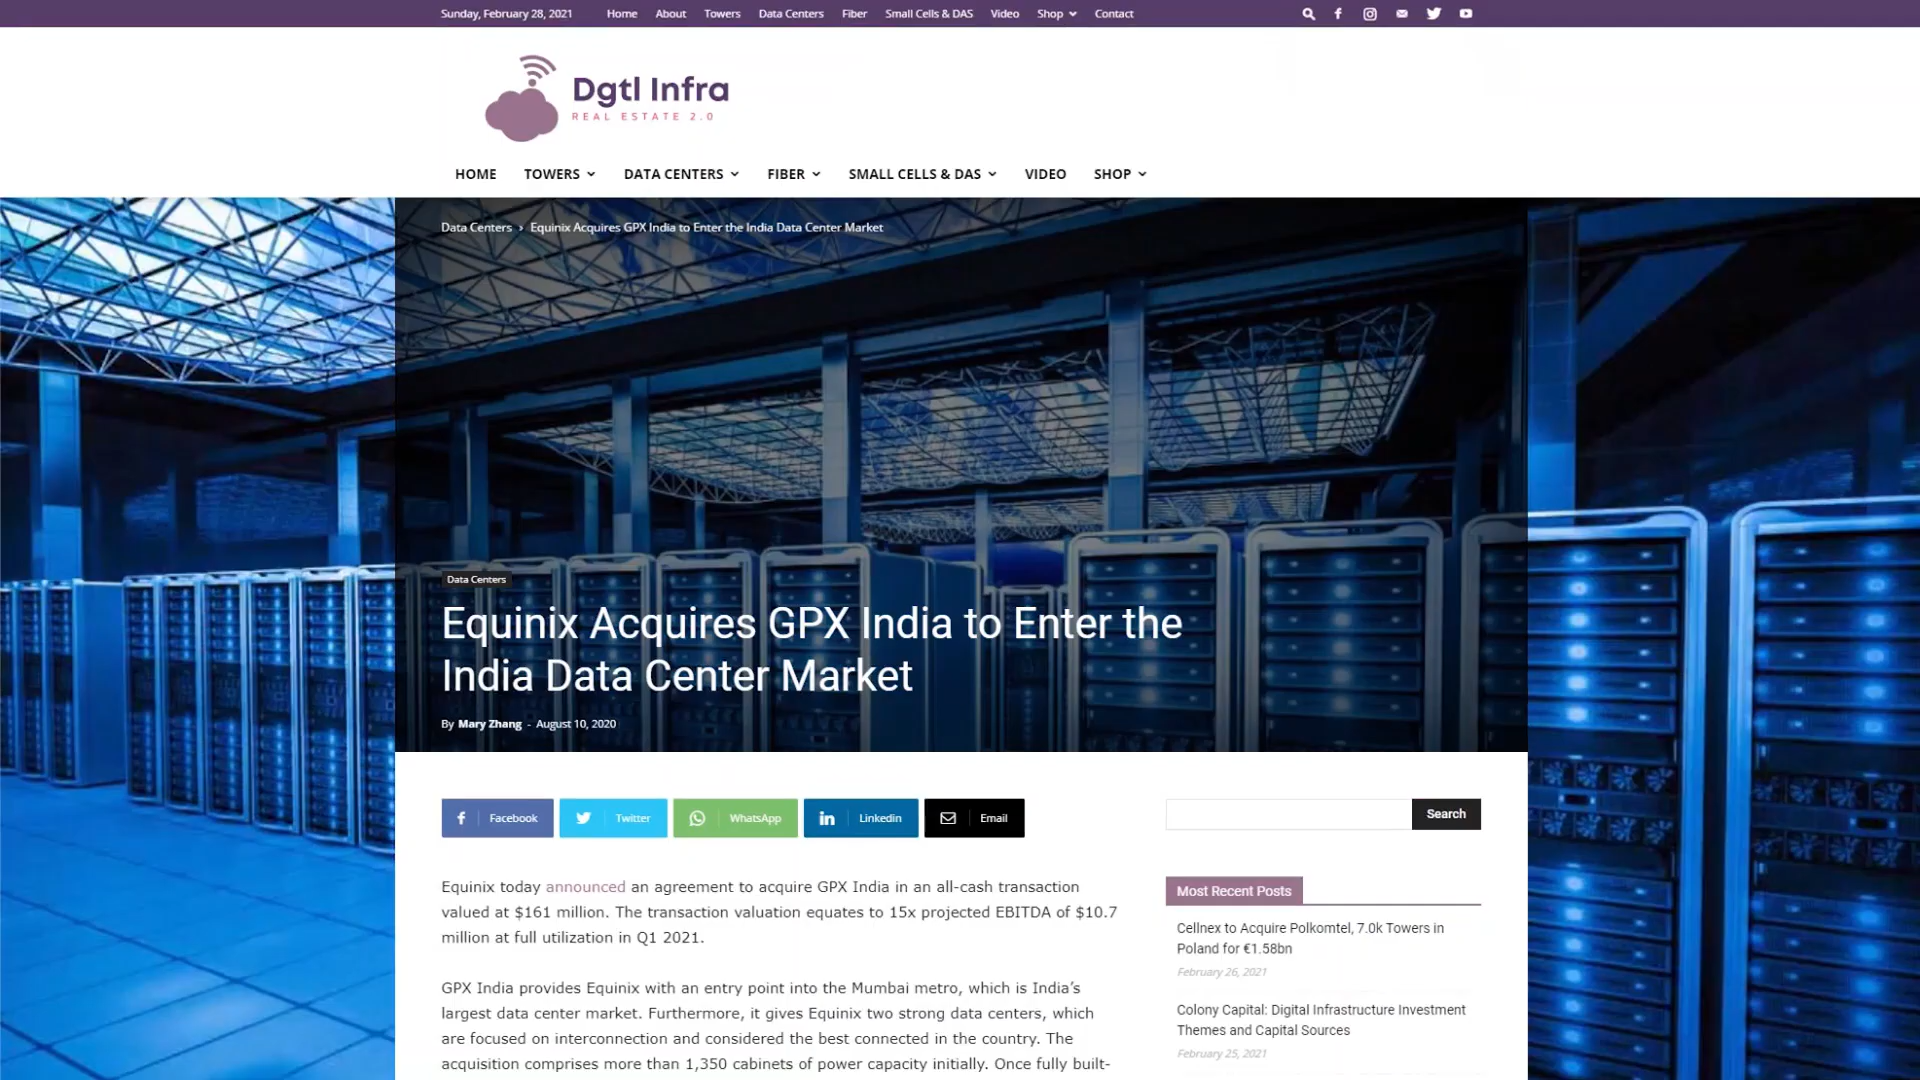 Sunday, February 28, 2021 Home About Towers Data Centers Fiber Small Cells & DAS Video Shop Contact
Dgtl Infra
REAL ESTATE 2.0
HOME TOWERS DATA CENTERS FIBER SMALL CELLS & DAS VIDEO SHOP
Data Centers › Equinix Acquires GPX India to Enter the India Data Center Market
Data Centers
Equinix Acquires GPX India to Enter the
India Data Center Market
By Mary Zhang - August 10, 2020
Facebook Twitter WhatsApp Linkedin Email
Search
Equinix today announced an agreement to acquire GPX India in an all-cash transaction
valued at $161 million. The transaction valuation equates to 15x projected EBITDA of $10.7
million at full utilization in Q1 2021.
GPX India provides Equinix with an entry point into the Mumbai metro, which is India's
largest data center market. Furthermore, it gives Equinix two strong data centers, which
are focused on interconnection and considered the best connected in the country. The
acquisition comprises more than 1,350 cabinets of power capacity initially. Once fully built-
Most Recent Posts
Cellnex to Acquire Polkomtel, 7.0k Towers in
Poland for €1.58bn
February 26, 2021
Colony Capital: Digital Infrastructure Investment
Themes and Capital Sources
February 25, 2021